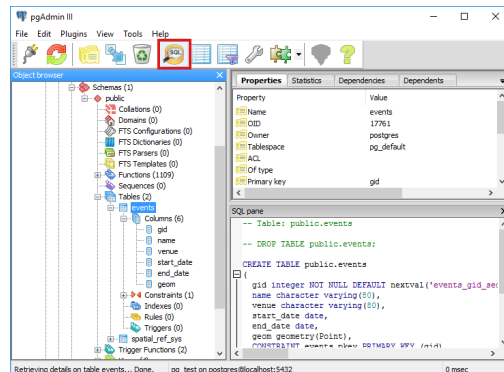 pgAdmin III
File Edit Plugins View Tools Help
SQL
Object browser
Schemas (1)
public
Collations (0)
Domains (0)
FTS Configurations (0)
FTS Dictionaries (0)
FTS Parsers (0)
FTS Templates (0)
Functions (1109)
Sequences (0)
Tables (2)
events
Columns (6)
gid
name
venue
start_date
end_date
geom
Constraints (1)
Indexes (0)
Rules (0)
Triggers (0)
spatial_ref_sys
Trigger Functions (2)
Properties Statistics Dependencies Dependents
Property Value
Name events
OID 17761
Owner postgres
Tablespace pg_default
ACL
Of type
Primary key gid
SQL pane
-- Table: public.events
-- DROP TABLE public.events;
CREATE TABLE public.events
(
gid integer NOT NULL DEFAULT nextval('events_gid_sec
name character varying(80),
venue character varying(80),
start_date date,
end_date date,
geom geometry(Point),
CONSTRAINT events_pkey PRIMARY KEY (gid)
Retrieving details on table events... Done. pg_test on postgres@localhost:5432 0 msec